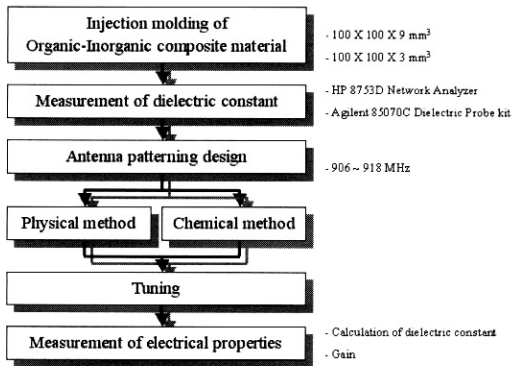 Injection molding of
Organic-Inorganic composite material
- 100 X 100 X 9 mm³
- 100 X 100 X 3 mm³
Measurement of dielectric constant
- HP 8753D Network Analyzer
- Agilent 85070C Dielectric Probe kit
Antenna patterning design
- 906 ~ 918 MHz
Physical method
Chemical method
Tuning
Measurement of electrical properties
- Calculation of dielectric constant
- Gain